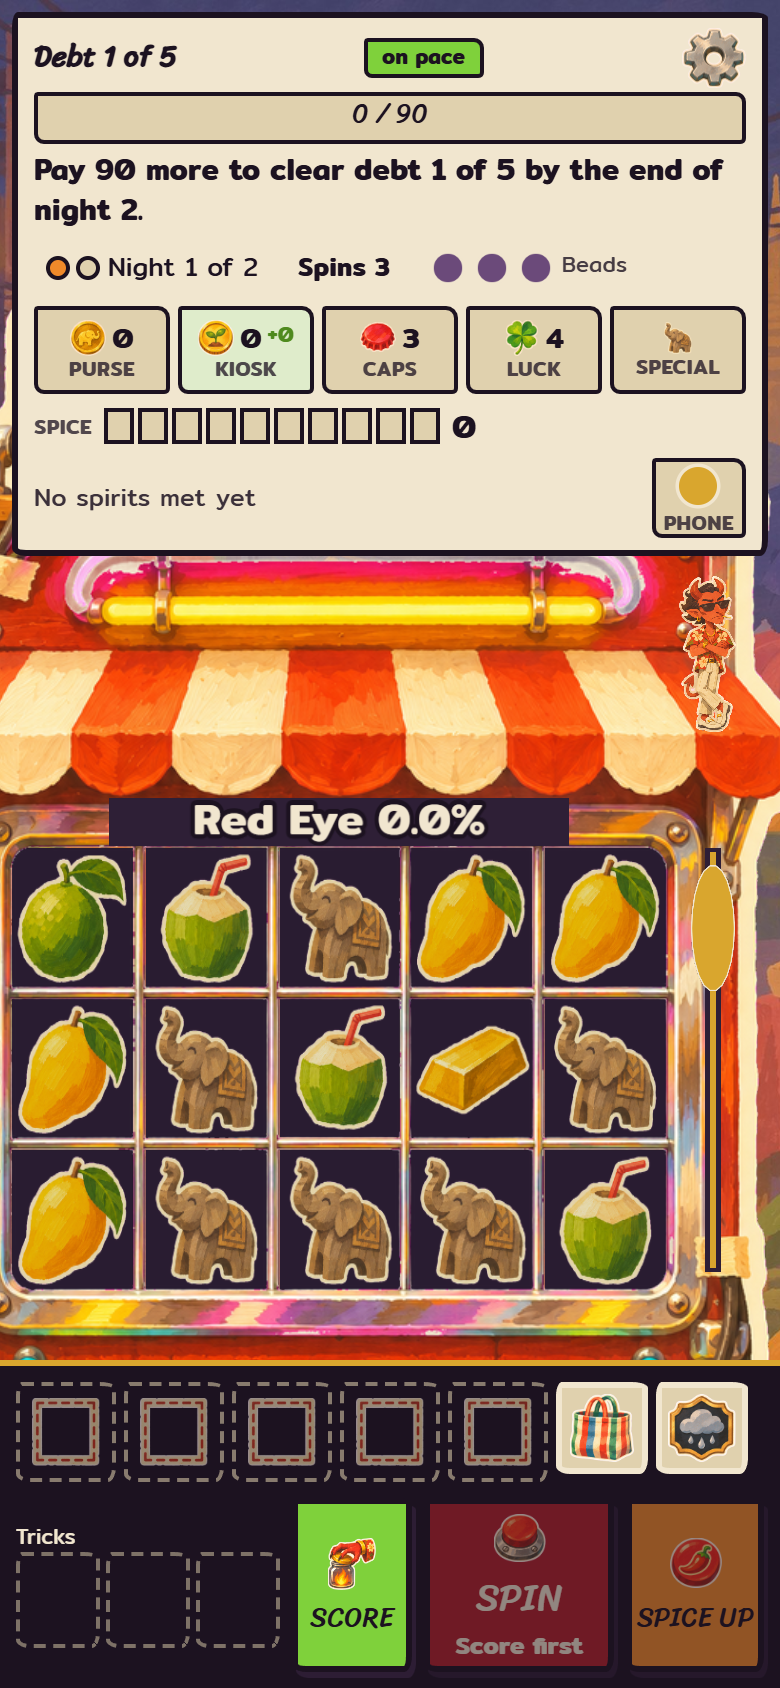 Debt 1 of 5
on pace
0 / 90
Pay 90 more to clear debt 1 of 5 by the end of
night 2.
Night 1 of 2
Spins 3
Beads
0
PURSE
0 +0
KIOSK
3
CAPS
4
LUCK
SPECIAL
SPICE
0
No spirits met yet
PHONE
Red Eye 0.0%
Tricks
SCORE
SPIN
Score first
SPICE UP